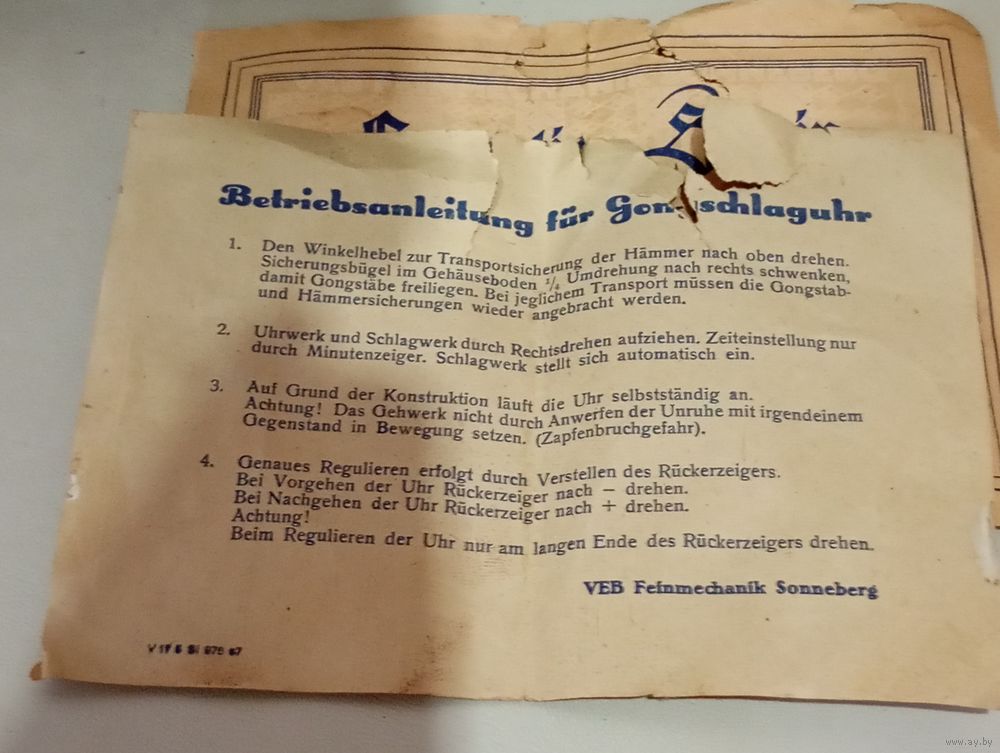 Betriebsanleitung für Gongschlaguhr
1. Den Winkelhebel zur Transportsicherung der Hämmer nach oben drehen.
Sicherungsbügel im Gehäuseboden ¼ Umdrehung nach rechts schwenken,
damit Gongstäbe freiliegen. Bei jeglichem Transport müssen die Gongstab-
und Hämmersicherungen wieder angebracht werden.
2. Uhrwerk und Schlagwerk durch Rechtsdrehen aufziehen. Zeiteinstellung nur
durch Minutenzeiger. Schlagwerk stellt sich automatisch ein.
3. Auf Grund der Konstruktion läuft die Uhr selbstständig an.
Achtung! Das Gehwerk nicht durch Anwerfen der Unruhe mit irgendeinem
Gegenstand in Bewegung setzen. (Zapfenbruchgefahr).
4. Genaues Regulieren erfolgt durch Verstellen des Rückerzeigers.
Bei Vorgehen der Uhr Rückerzeiger nach – drehen.
Bei Nachgehen der Uhr Rückerzeiger nach + drehen.
Achtung!
Beim Regulieren der Uhr nur am langen Ende des Rückerzeigers drehen.
VEB Feinmechanik Sonneberg
www.ay.by